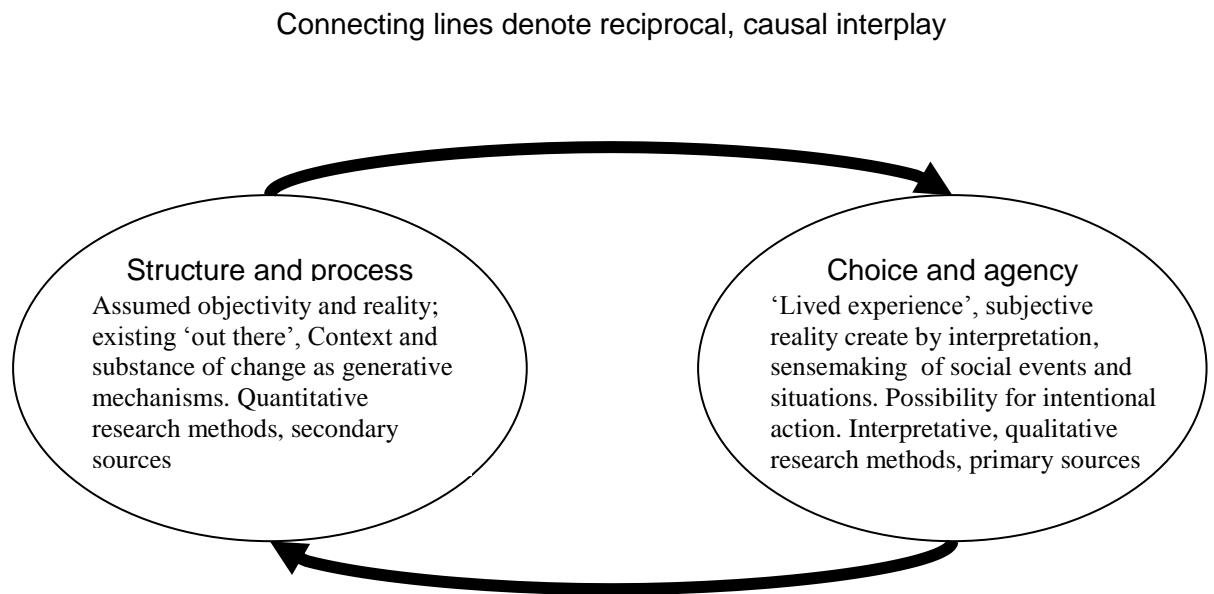 Connecting lines denote reciprocal, causal interplay
Structure and process
Assumed objectivity and reality;
existing ‘out there’, Context and
substance of change as generative
mechanisms. Quantitative
research methods, secondary
sources
Choice and agency
‘Lived experience’, subjective
reality create by interpretation,
sensemaking of social events and
situations. Possibility for intentional
action. Interpretative, qualitative
research methods, primary sources